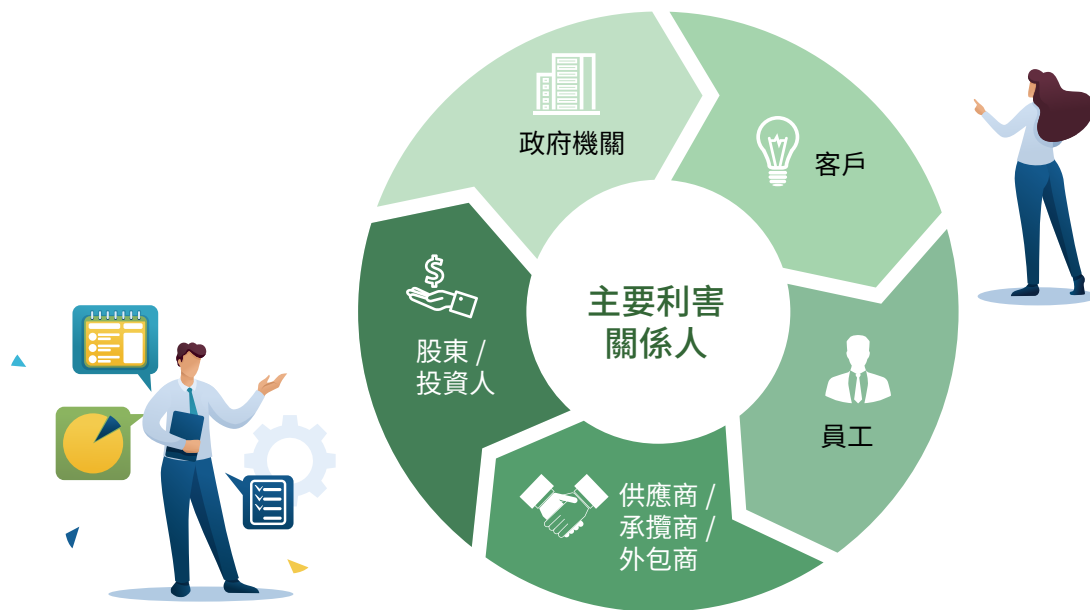 政府機關
客戶
主要利害
關係人
股東 /
投資人
員工
供應商 /
承攬商 /
外包商